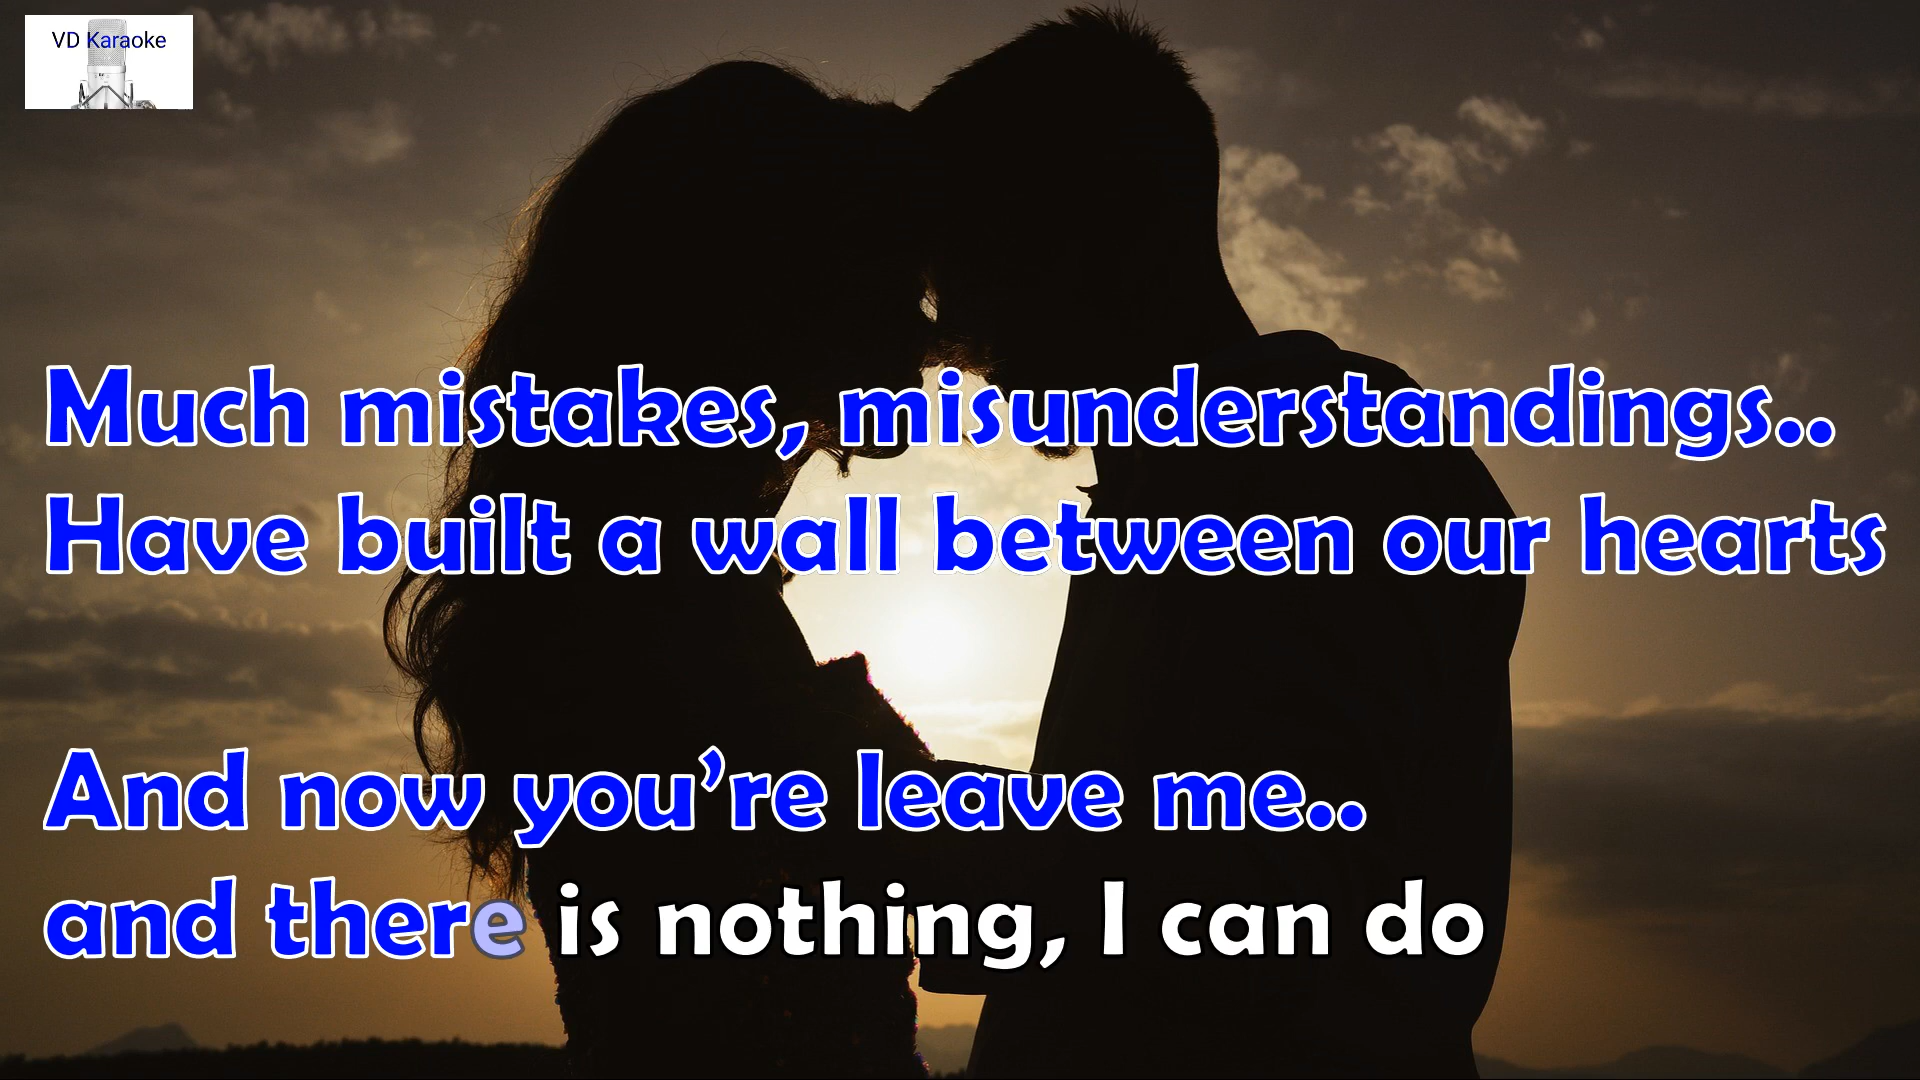 VD Karaoke
Much mistakes, misunderstandings..
Have built a wall between our hearts
And now you’re leave me..
and there is nothing, I can do